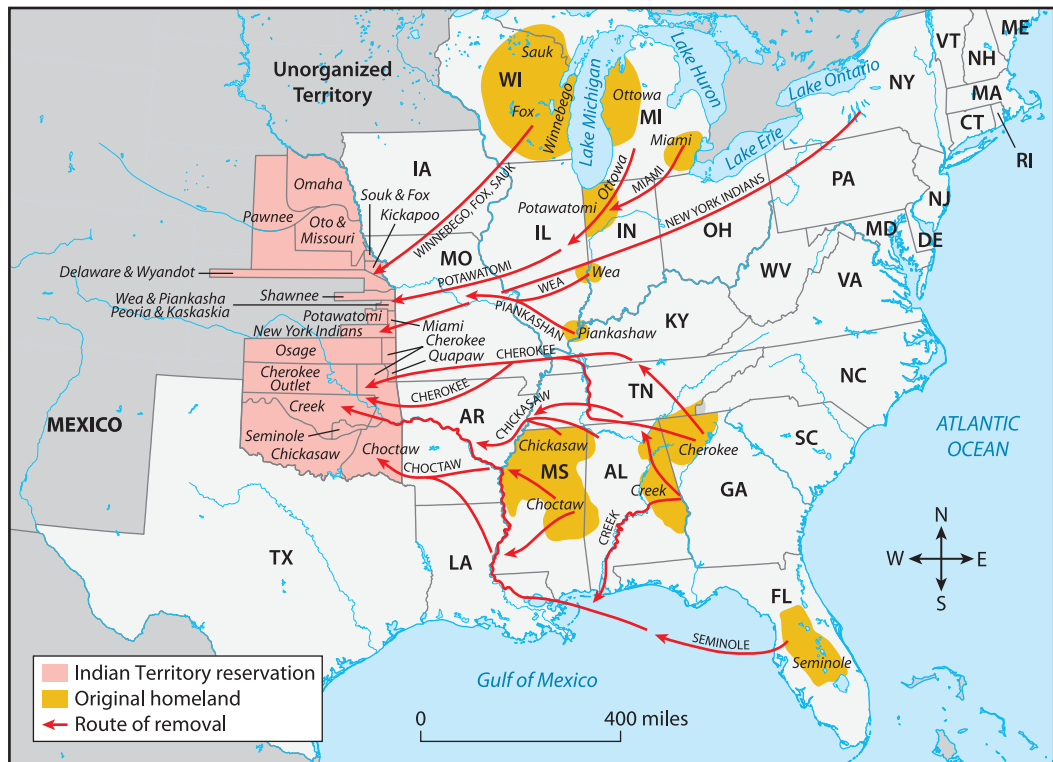 Unorganized
Territory
WI
Sauk
Fox
Winnebego
Lake Michigan
Ottowa
MI
Lake Huron
Miami
Lake Erie
Lake Ontario
NY
VT
NH
ME
MA
CT
RI
IA
Omaha
Pawnee
Oto &
Missouri
Souk & Fox
Kickapoo
WINNEBEGO, FOX, SAUK
Ottowa
MIAMI
NEW YORK INDIANS
Potawatomi
PA
NJ
MD
DE
IL
IN
OH
MO
POTAWATOMI
Delaware & Wyandot
Shawnee
Wea & Piankasha
Peoria & Kaskaskia
Potawatomi
New York Indians
Miami
Cherokee
Quapaw
Wea
WEA
PIANKASHAN
Piankashaw
WV
VA
KY
Osage
Cherokee
Outlet
CHEROKEE
CHEROKEE
TN
NC
Creek
AR
CHICKASAW
Seminole
Chickasaw
Choctaw
CHOCTAW
Chickasaw
MS
Choctaw
AL
Creek
Cherokee
SC
GA
MEXICO
ATLANTIC
OCEAN
CREEK
TX
LA
N
W
E
S
FL
SEMINOLE
Seminole
Gulf of Mexico
Indian Territory reservation
Original homeland
Route of removal
0
400 miles